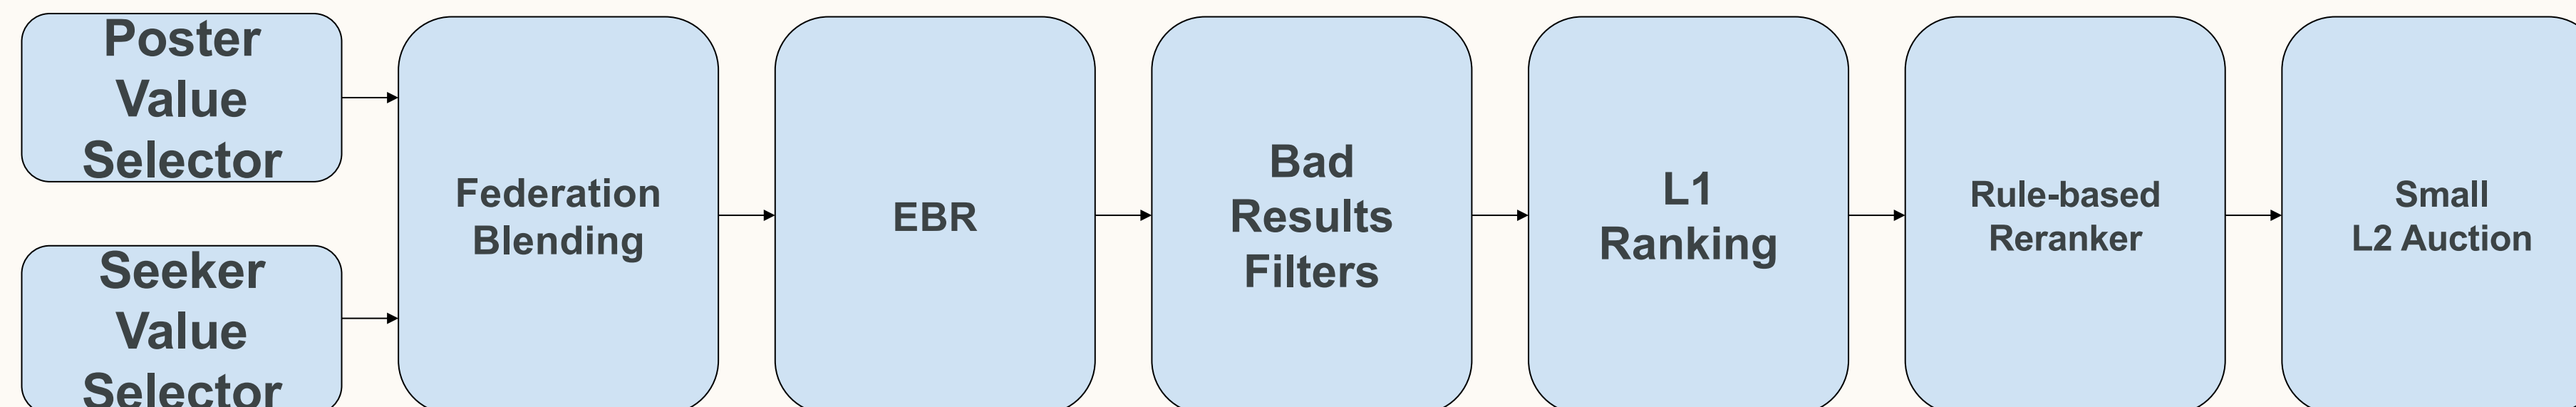 Poster
Value
Selector
Seeker
Value
Selector
Federation
Blending
EBR
Bad
Results
Filters
L1
Ranking
Rule-based
Reranker
Small
L2 Auction